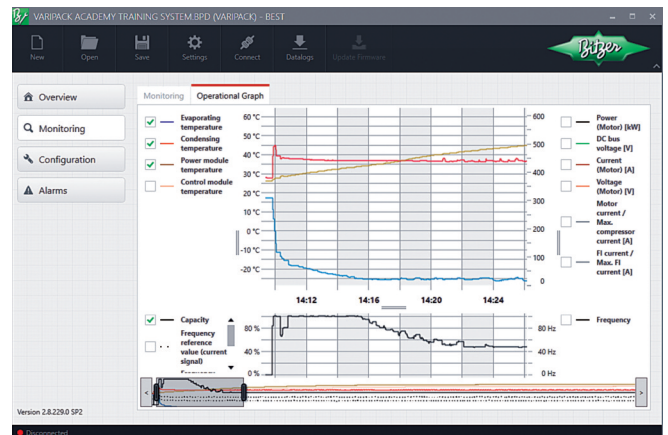 VARIPACK ACADEMY TRAINING SYSTEM.BPD (VARIPACK) - BEST
New
Open
Save
Settings
Connect
Datalogs
Update Firmware
Bitzer
Overview
Monitoring
Configuration
Alarms
Monitoring
Operational Graph
Evaporating
temperature
Condensing
temperature
Power module
temperature
Control module
temperature
60 °C
50 °C
40 °C
30 °C
20 °C
10 °C
0 °C
-10 °C
-20 °C
600
500
400
300
200
100
0
Power
(Motor) [kW]
DC bus
voltage [V]
Current
(Motor) [A]
Voltage
(Motor) [V]
Motor
current /
Max.
compressor
current [A]
FI current /
Max. FI
current [A]
14:12
14:16
14:20
14:24
Capacity
Frequency
reference
value (current
signal)
Frequency
80 %
40 %
0 %
80 Hz
40 Hz
0 Hz
Frequency
Version 2.8.229.0 SP2
Disconnected